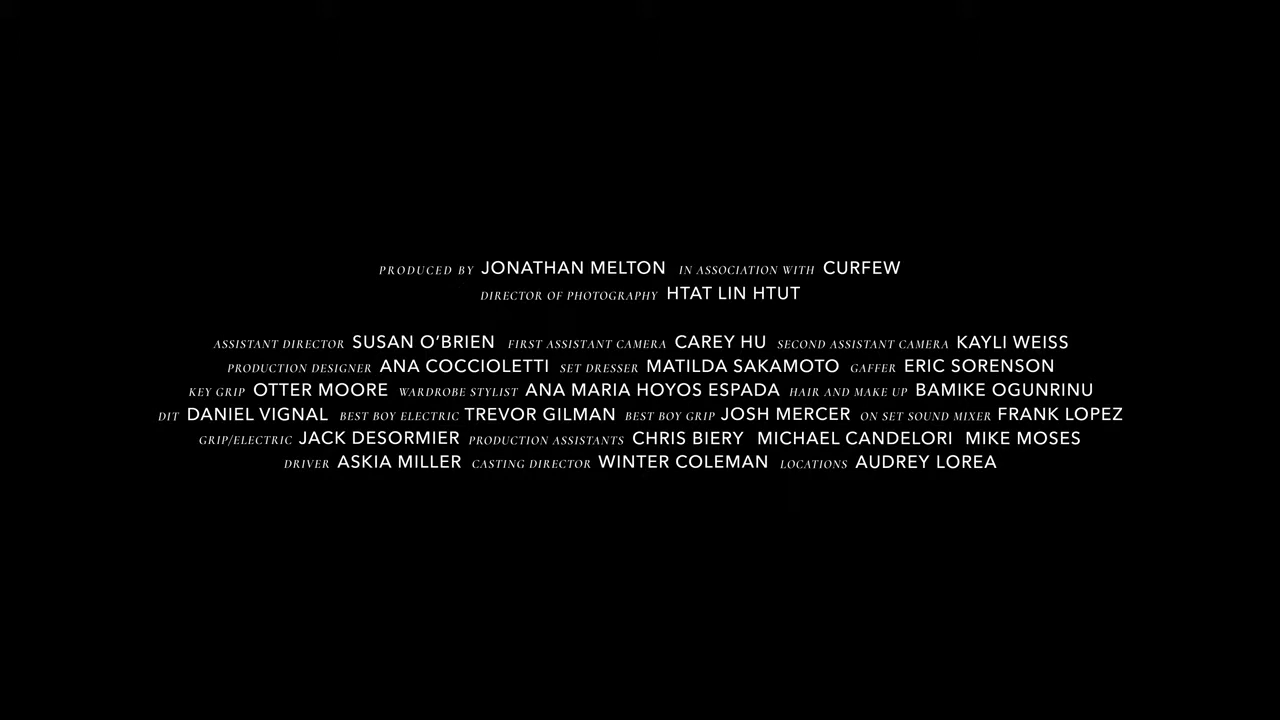 PRODUCED BY JONATHAN MELTON IN ASSOCIATION WITH CURFEW
DIRECTOR OF PHOTOGRAPHY HTAT LIN HTUT
ASSISTANT DIRECTOR SUSAN O’BRIEN FIRST ASSISTANT CAMERA CAREY HU SECOND ASSISTANT CAMERA KAYLI WEISS
PRODUCTION DESIGNER ANA COCCIOLETTI SET DRESSER MATILDA SAKAMOTO GAFFER ERIC SORENSON
KEY GRIP OTTER MOORE WARDROBE STYLIST ANA MARIA HOYOS ESPADA HAIR AND MAKE UP BAMIKE OGUNRINU
DIT DANIEL VIGNAL BEST BOY ELECTRIC TREVOR GILMAN BEST BOY GRIP JOSH MERCER ON SET SOUND MIXER FRANK LOPEZ
GRIP/ELECTRIC JACK DESORMIER PRODUCTION ASSISTANTS CHRIS BIERY MICHAEL CANDELORI MIKE MOSES
DRIVER ASKIA MILLER CASTING DIRECTOR WINTER COLEMAN LOCATIONS AUDREY LOREA